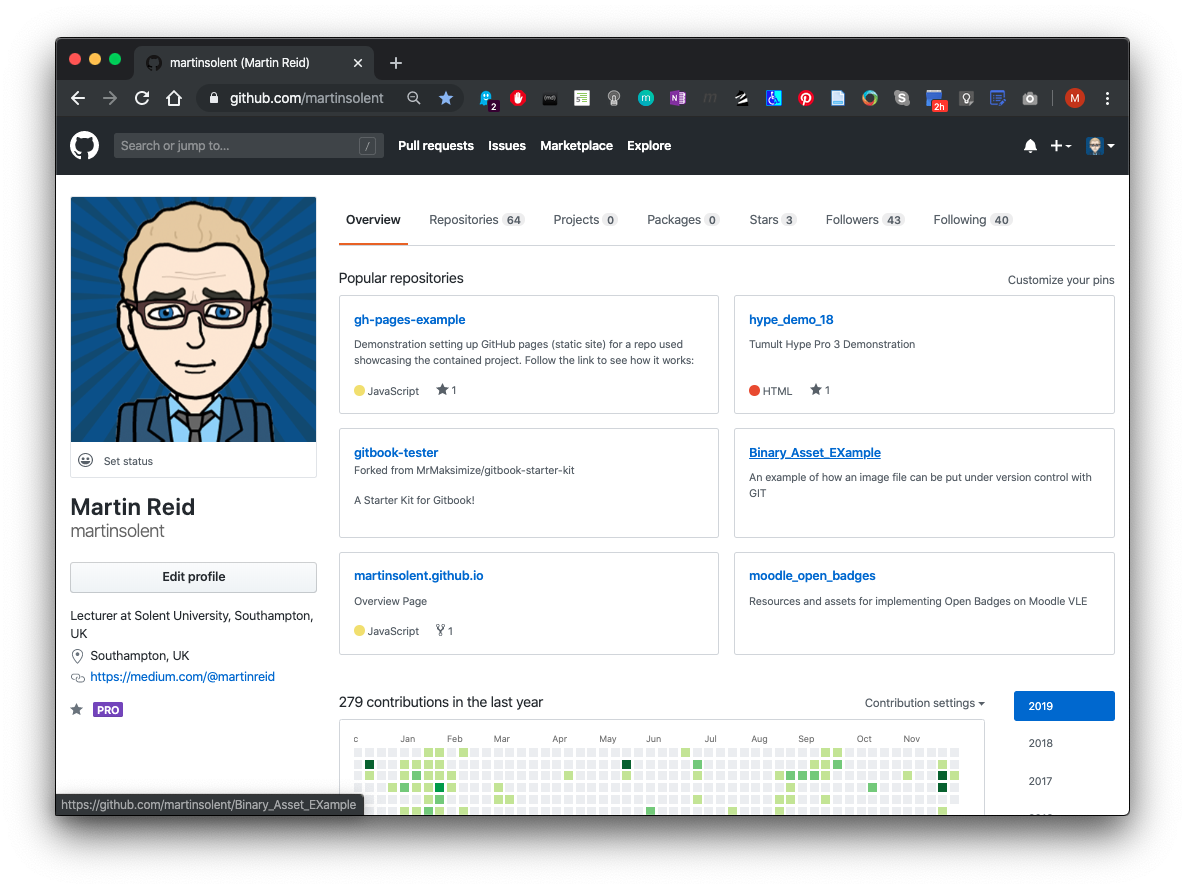 martinsolent (Martin Reid)
github.com/martinsolent
2
2h
M
Search or jump to...
/
Pull requests
Issues
Marketplace
Explore
Overview
Repositories 64
Projects 0
Packages 0
Stars 3
Followers 43
Following 40
Set status
Martin Reid
martinsolent
Edit profile
Lecturer at Solent University, Southampton,
UK
Southampton, UK
https://medium.com/@martinreid
PRO
Popular repositories
Customize your pins
gh-pages-example
Demonstration setting up GitHub pages (static site) for a repo used
showcasing the contained project. Follow the link to see how it works:
JavaScript 1
hype_demo_18
Tumult Hype Pro 3 Demonstration
HTML 1
gitbook-tester
Forked from MrMaksimize/gitbook-starter-kit
A Starter Kit for Gitbook!
Binary_Asset_EXample
An example of how an image file can be put under version control with
GIT
martinsolent.github.io
Overview Page
JavaScript 1
moodle_open_badges
Resources and assets for implementing Open Badges on Moodle VLE
279 contributions in the last year
Contribution settings
2019
2018
2017
c Jan Feb Mar Apr May Jun Jul Aug Sep Oct Nov
https://github.com/martinsolent/Binary_Asset_EXample